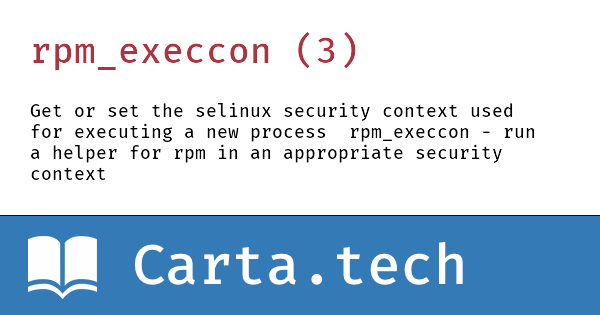 rpm_execcon (3)
Get or set the selinux security context used
for executing a new process  rpm_execcon - run
a helper for rpm in an appropriate security
context
Carta.tech